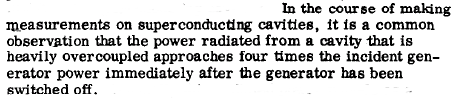 In the course of making
measurements on superconducting cavities, it is a common
observation that the power radiated from a cavity that is
heavily overcoupled approaches four times the incident gen-
erator power immediately after the generator has been
switched off.